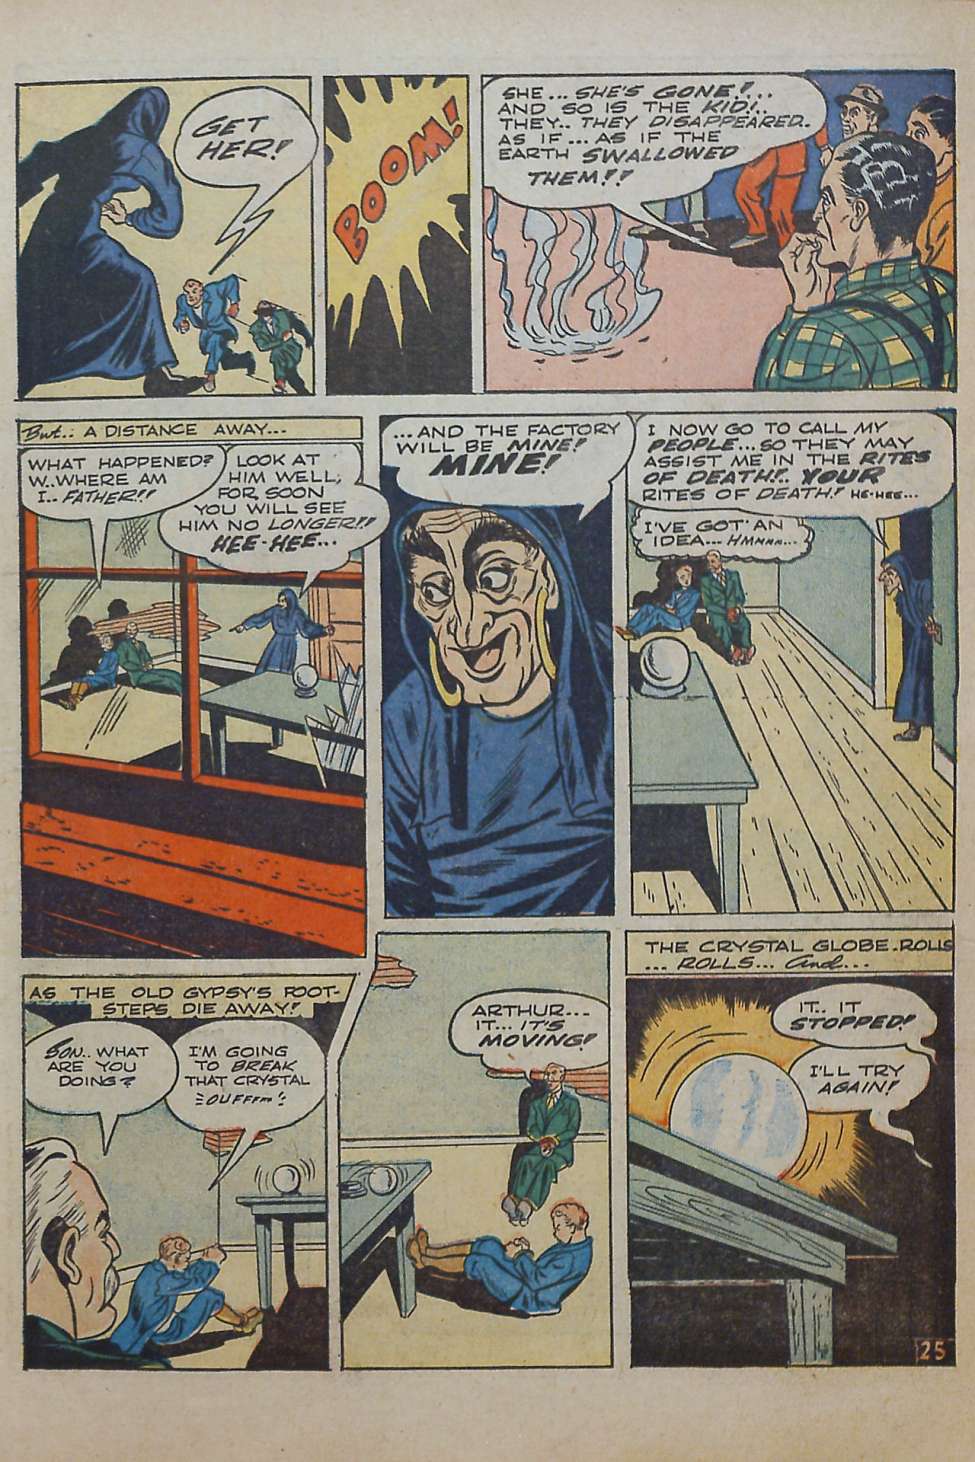 GET
HER!
BOOM!
SHE... SHE'S GONE!...
AND SO IS THE KID!..
THEY.. THEY DISAPPEARED.
AS IF... AS IF THE
EARTH SWALLOWED
THEM!!
But.: A DISTANCE AWAY...
WHAT HAPPENED?
W..WHERE AM
I.. FATHER!!
LOOK AT
HIM WELL,
FOR SOON
YOU WILL SEE
HIM NO LONGER!!
HEE-HEE...
...AND THE FACTORY
WILL BE MINE!
MINE!
I NOW GO TO CALL MY
PEOPLE...SO THEY MAY
ASSIST ME IN THE RITES
OF DEATH!.. YOUR
RITES OF DEATH! HE-HEE...
I'VE GOT AN
IDEA... HMMMM...
AS THE OLD GYPSY'S FOOT-
STEPS DIE AWAY!
SON.. WHAT
ARE YOU
DOING?
I'M GOING
TO BREAK
THAT CRYSTAL
OUFFFM
ARTHUR...
IT... IT'S
MOVING!
THE CRYSTAL GLOBE.ROLLS
... ROLLS... And...
IT.. IT
STOPPED!
I'LL TRY
AGAIN!
25